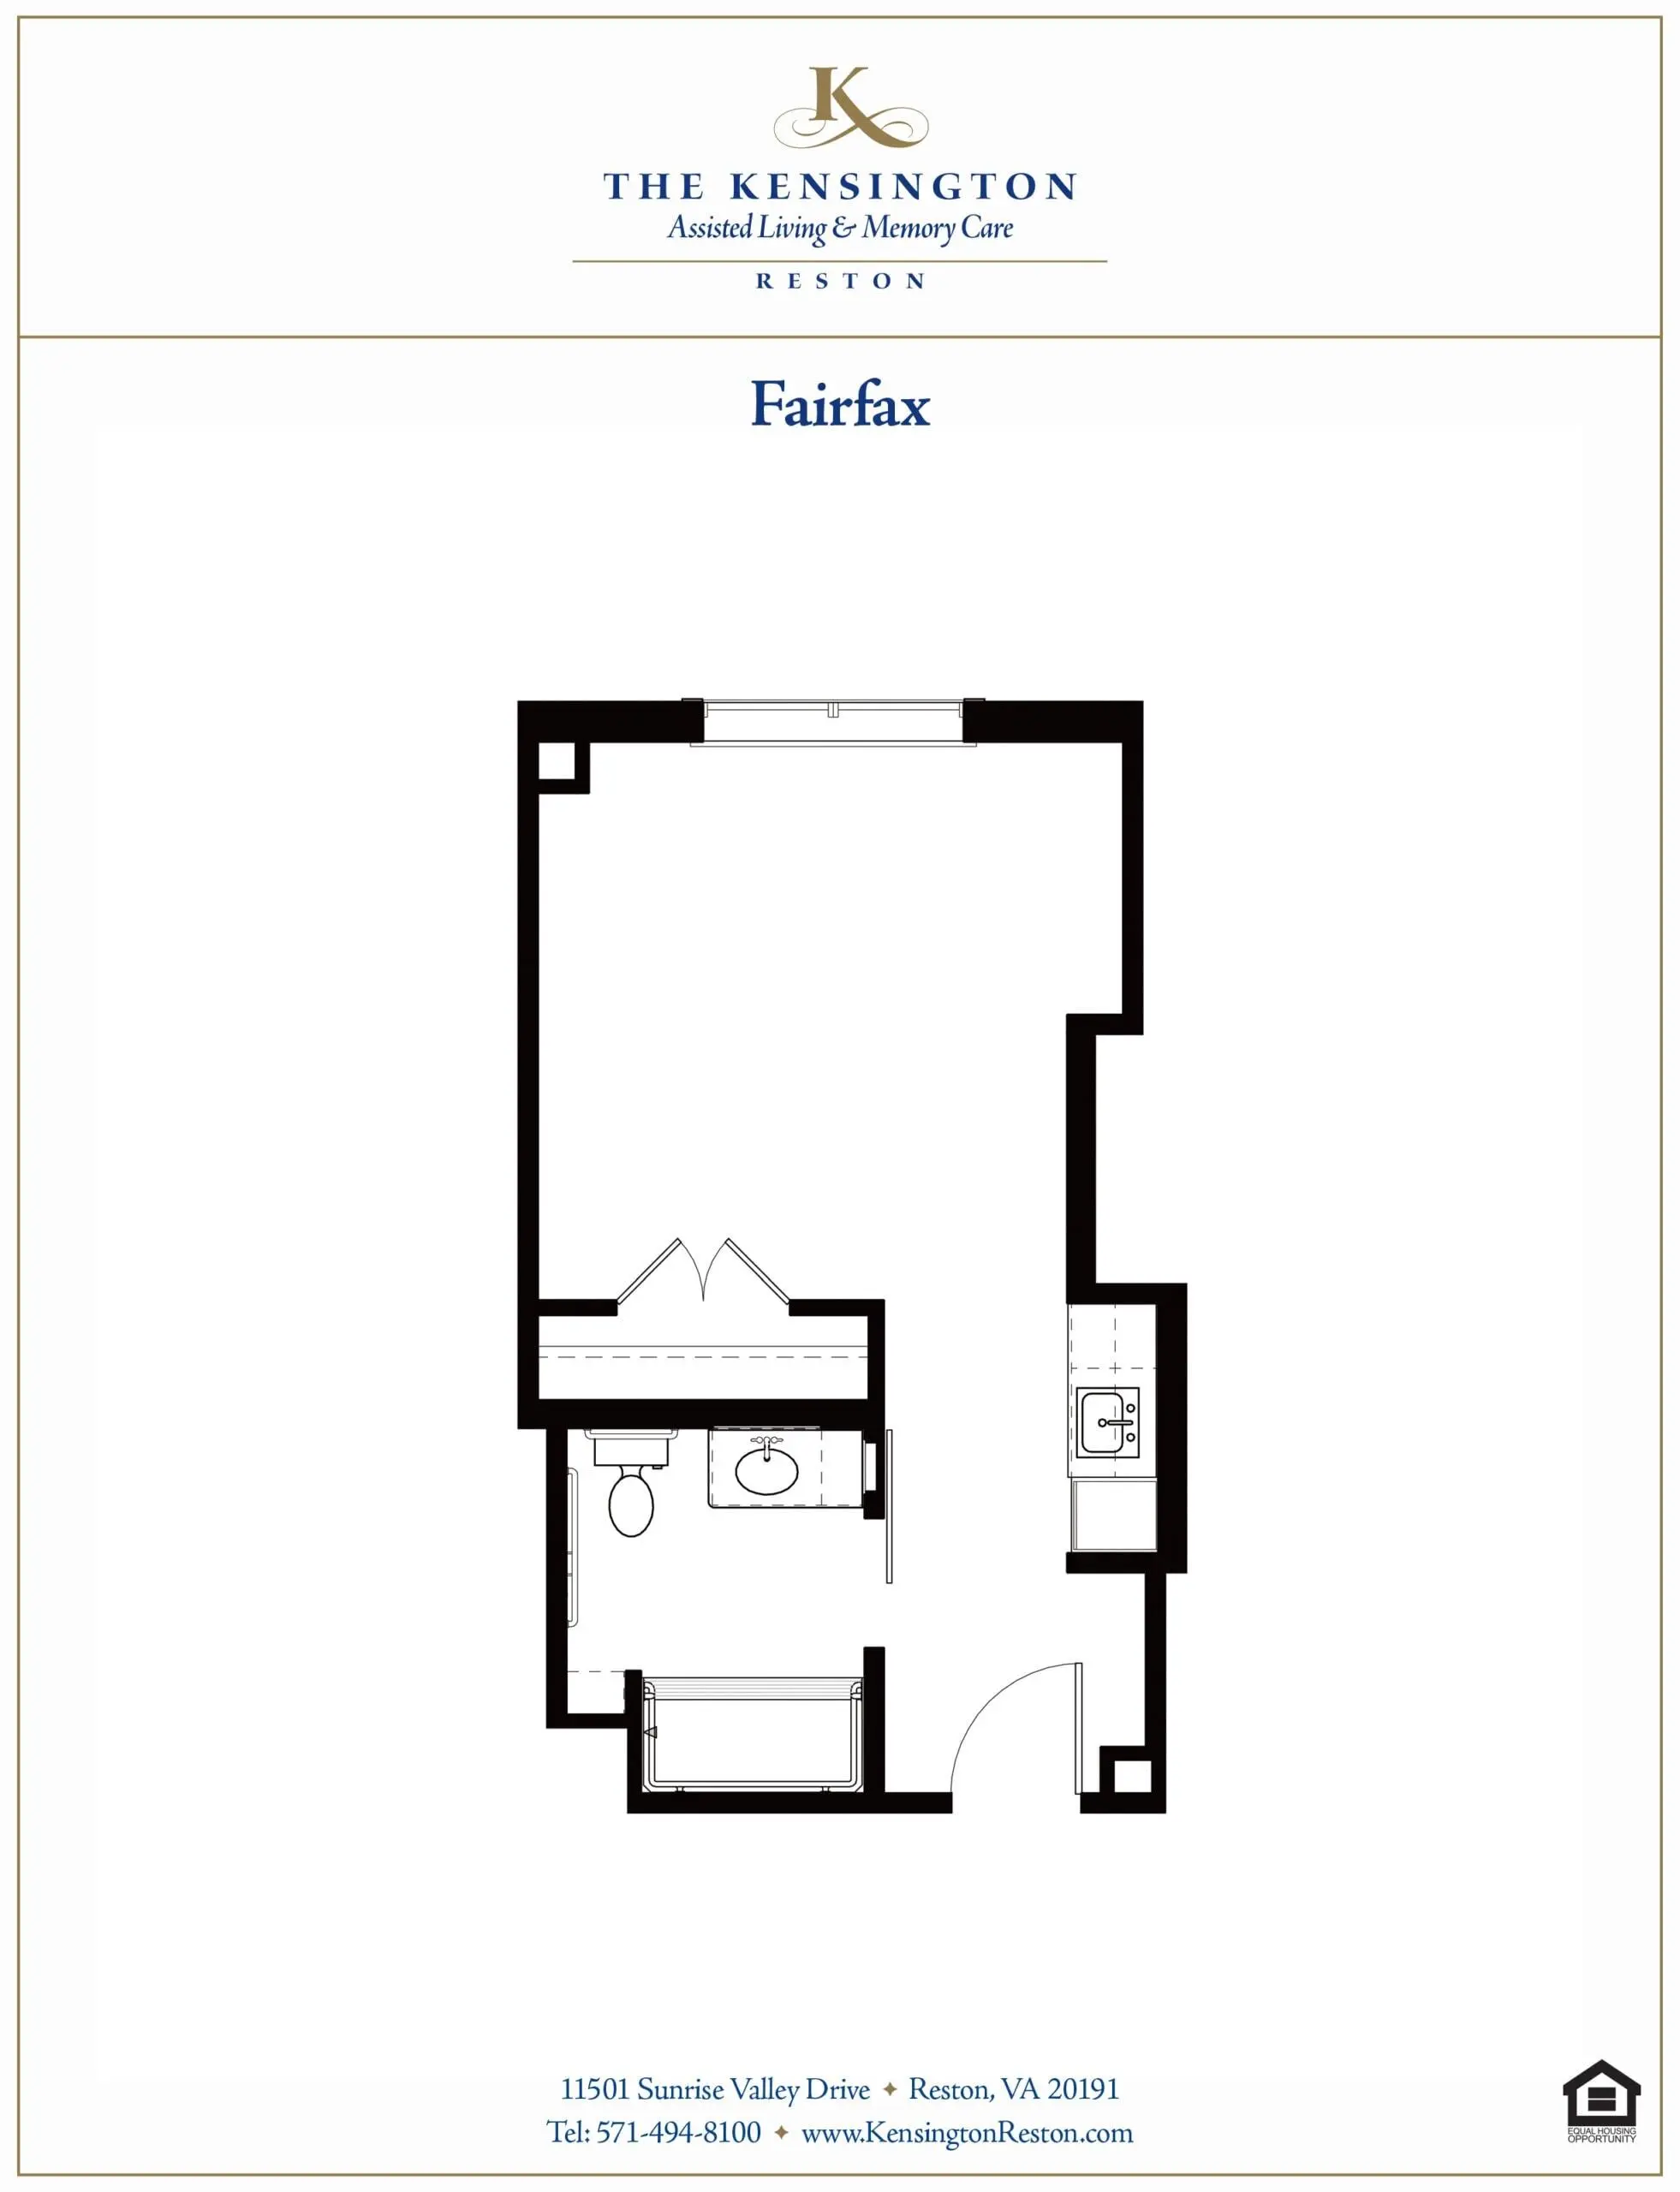 K
THE KENSINGTON
Assisted Living & Memory Care
RESTON
Fairfax
11501 Sunrise Valley Drive ✦ Reston, VA 20191
Tel: 571-494-8100 ✦ www.KensingtonReston.com
EQUAL HOUSING
OPPORTUNITY